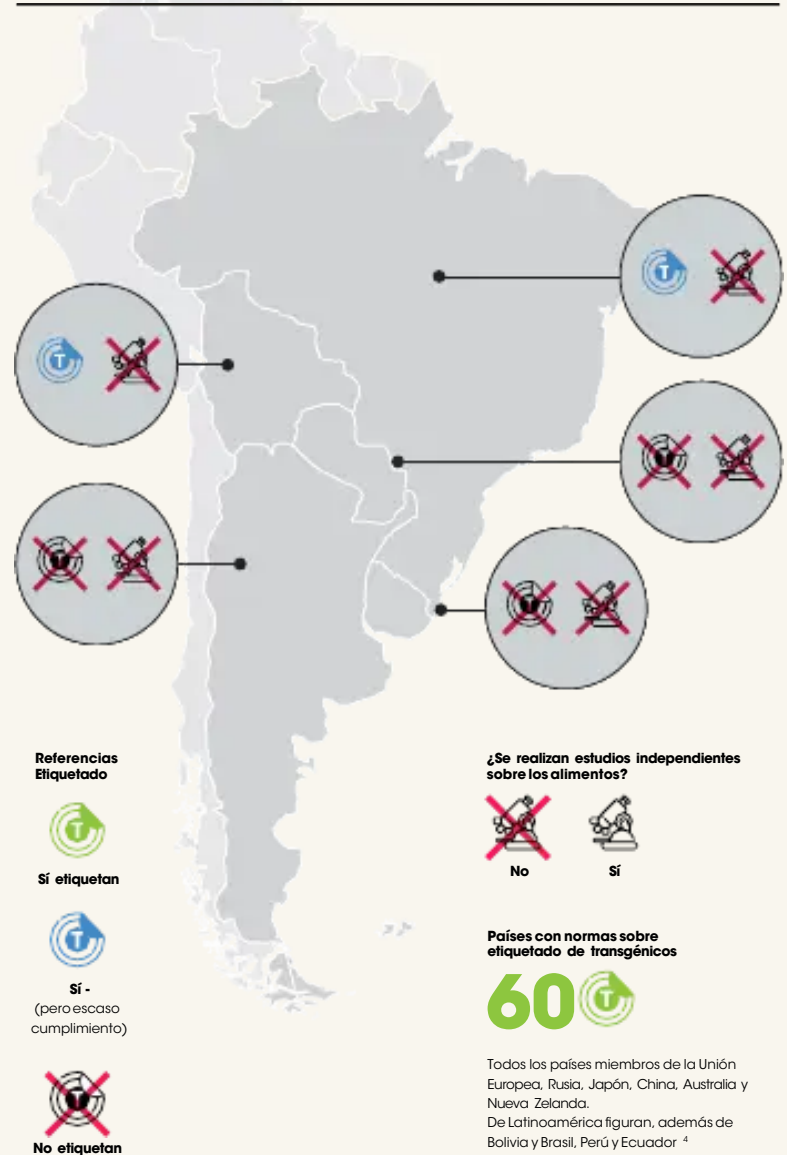 Referencias
Etiquetado
T
Sí etiquetan
T
Sí -
(pero escaso
cumplimiento)
T
No etiquetan
¿Se realizan estudios independientes
sobre los alimentos?
No Sí
Países con normas sobre
etiquetado de transgénicos
60 T
Todos los países miembros de la Unión
Europea, Rusia, Japón, China, Australia y
Nueva Zelanda.
De Latinoamérica figuran, además de
Bolivia y Brasil, Perú y Ecuador 4
T
T
T
T
T